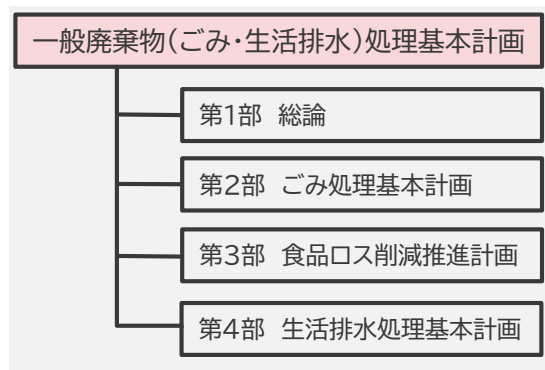 一般廃棄物(ごみ・生活排水)処理基本計画
第1部 総論
第2部 ごみ処理基本計画
第3部 食品ロス削減推進計画
第4部 生活排水処理基本計画